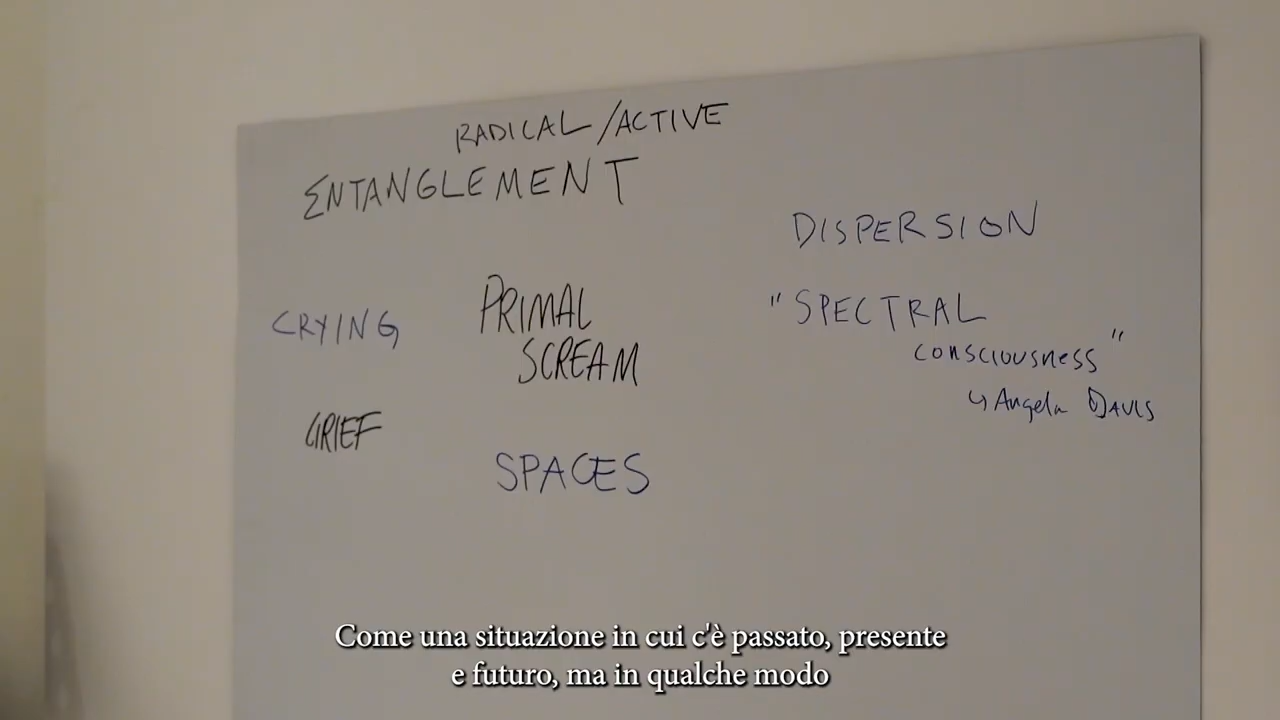 RADICAL/ACTIVE
ENTANGLEMENT
DISPERSION
CRYING
PRIMAL
SCREAM
"SPECTRAL
CONSCIOUSNESS"
↳ Angela DAVIS
GRIEF
SPACES
Come una situazione in cui c'è passato, presente
e futuro, ma in qualche modo